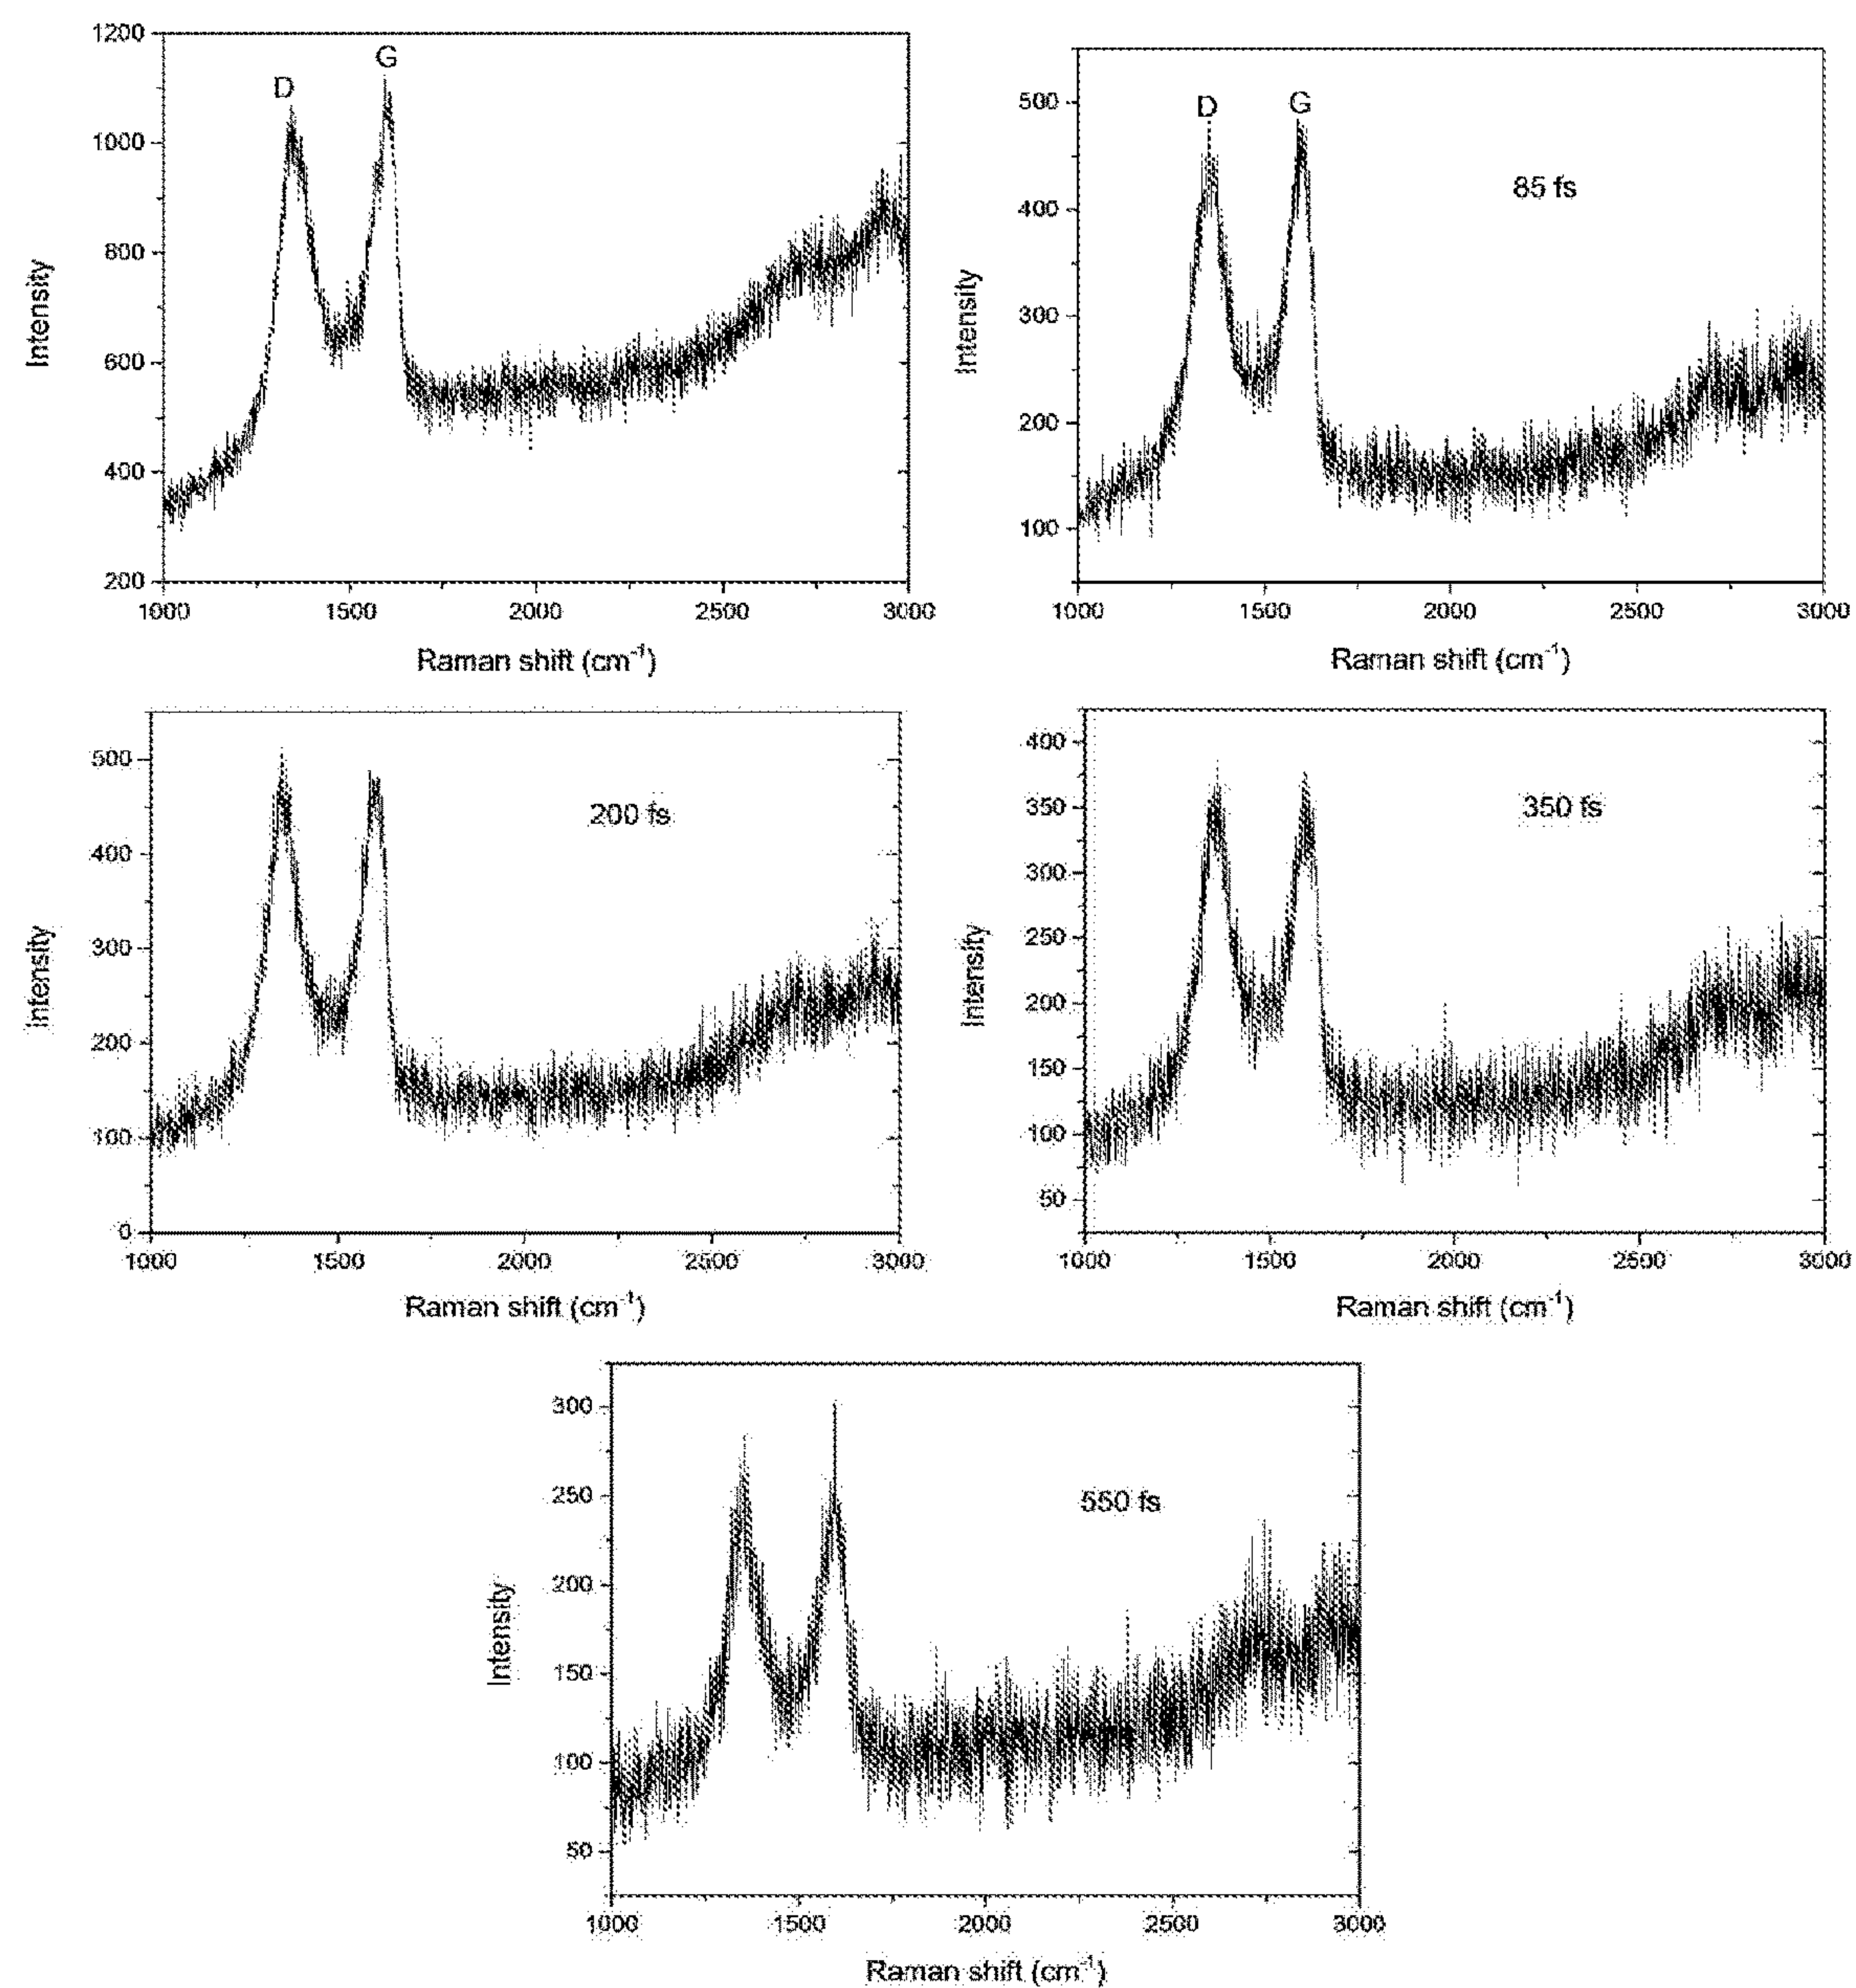 1200
1000
800
600
400
200
D
G
Intensity
1000 1500 2000 2500 3000
Raman shift (cm⁻¹)
500
400
300
200
100
D G
85 fs
Intensity
1000 1500 2000 2500 3000
Raman shift (cm⁻¹)
500
400
300
200
100
0
200 fs
Intensity
1000 1500 2000 2500 3000
Raman shift (cm⁻¹)
400
350
300
250
200
150
100
50
350 fs
Intensity
1000 1500 2000 2500 3000
Raman shift (cm⁻¹)
300
250
200
150
100
50
550 fs
Intensity
1000 1500 2000 2500 3000
Raman shift (cm⁻¹)